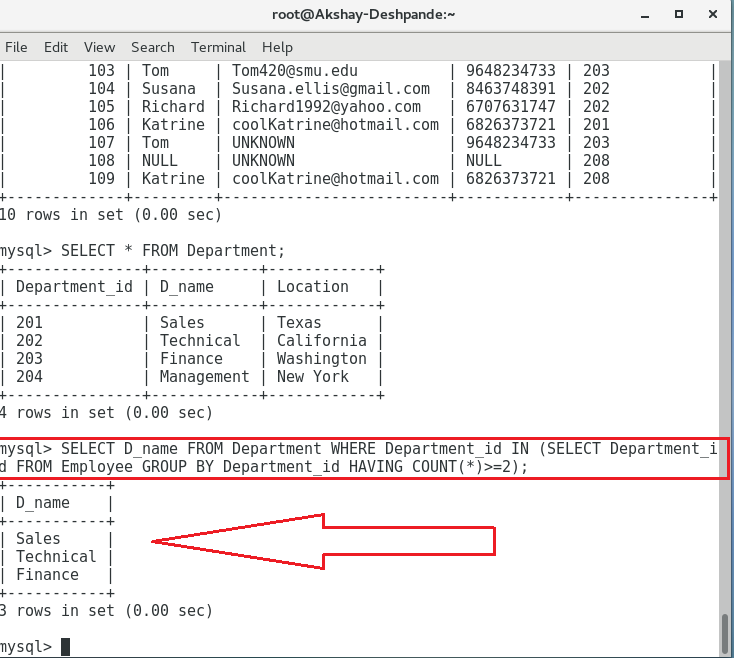 root@Akshay-Deshpande:~
File Edit View Search Terminal Help
|         103 | Tom     | Tom420@smu.edu          | 9648234733 | 203           |
|         104 | Susana  | Susana.ellis@gmail.com  | 8463748391 | 202           |
|         105 | Richard | Richard1992@yahoo.com   | 6707631747 | 202           |
|         106 | Katrine | coolKatrine@hotmail.com | 6826373721 | 201           |
|         107 | Tom     | UNKNOWN                 | 9648234733 | 203           |
|         108 | NULL    | UNKNOWN                 | NULL       | 208           |
|         109 | Katrine | coolKatrine@hotmail.com | 6826373721 | 208           |
+-------------+---------+-------------------------+------------+---------------+
10 rows in set (0.00 sec)
mysql> SELECT * FROM Department;
+---------------+------------+------------+
| Department_id | D_name     | Location   |
+---------------+------------+------------+
| 201           | Sales      | Texas      |
| 202           | Technical  | California |
| 203           | Finance    | Washington |
| 204           | Management | New York   |
+---------------+------------+------------+
4 rows in set (0.00 sec)
mysql> SELECT D_name FROM Department WHERE Department_id IN (SELECT Department_i
d FROM Employee GROUP BY Department_id HAVING COUNT(*)>=2);
+-----------+
| D_name    |
+-----------+
| Sales     |
| Technical |
| Finance   |
+-----------+
3 rows in set (0.00 sec)
mysql>